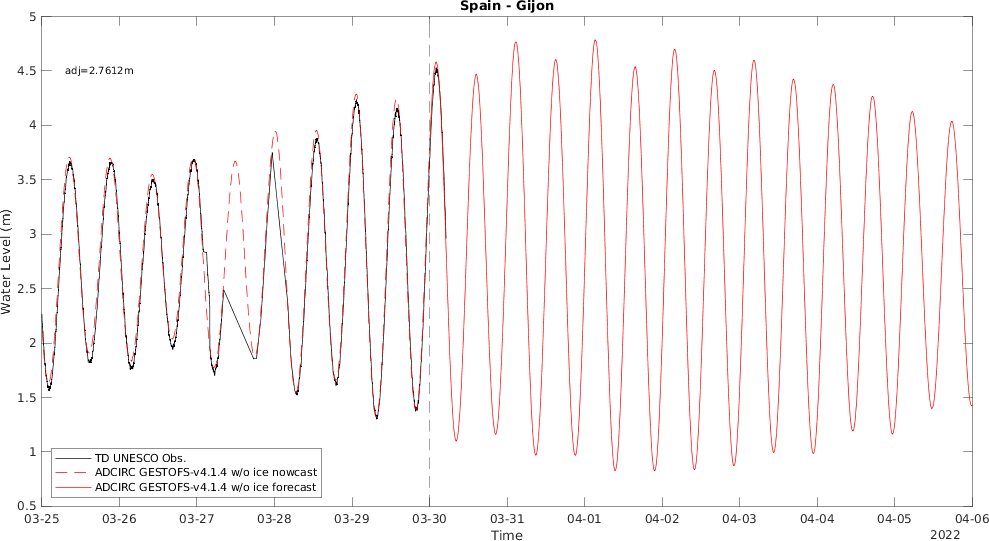 Spain - Gijon
5
4.5
4
3.5
3
2.5
2
1.5
1
0.5
Water Level (m)
adj=2.7612m
TD UNESCO Obs.
ADCIRC GESTOFS-v4.1.4 w/o ice nowcast
ADCIRC GESTOFS-v4.1.4 w/o ice forecast
03-25 03-26 03-27 03-28 03-29 03-30 03-31 04-01 04-02 04-03 04-04 04-05 04-06
Time
2022